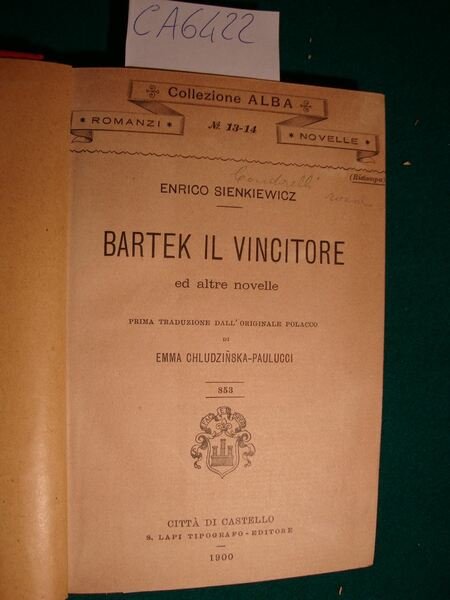 CA6422
Collezione ALBA
ROMANZI
№ 13-14
NOVELLE
(Ristampa)
ENRICO SIENKIEWICZ
BARTEK IL VINCITORE
ed altre novelle
PRIMA TRADUZIONE DALL'ORIGINALE POLACCO
DI
EMMA CHLUDZIŃSKA-PAULUCCI
853
CITTÀ DI CASTELLO
S. LAPI TIPOGRAFO-EDITORE
1900